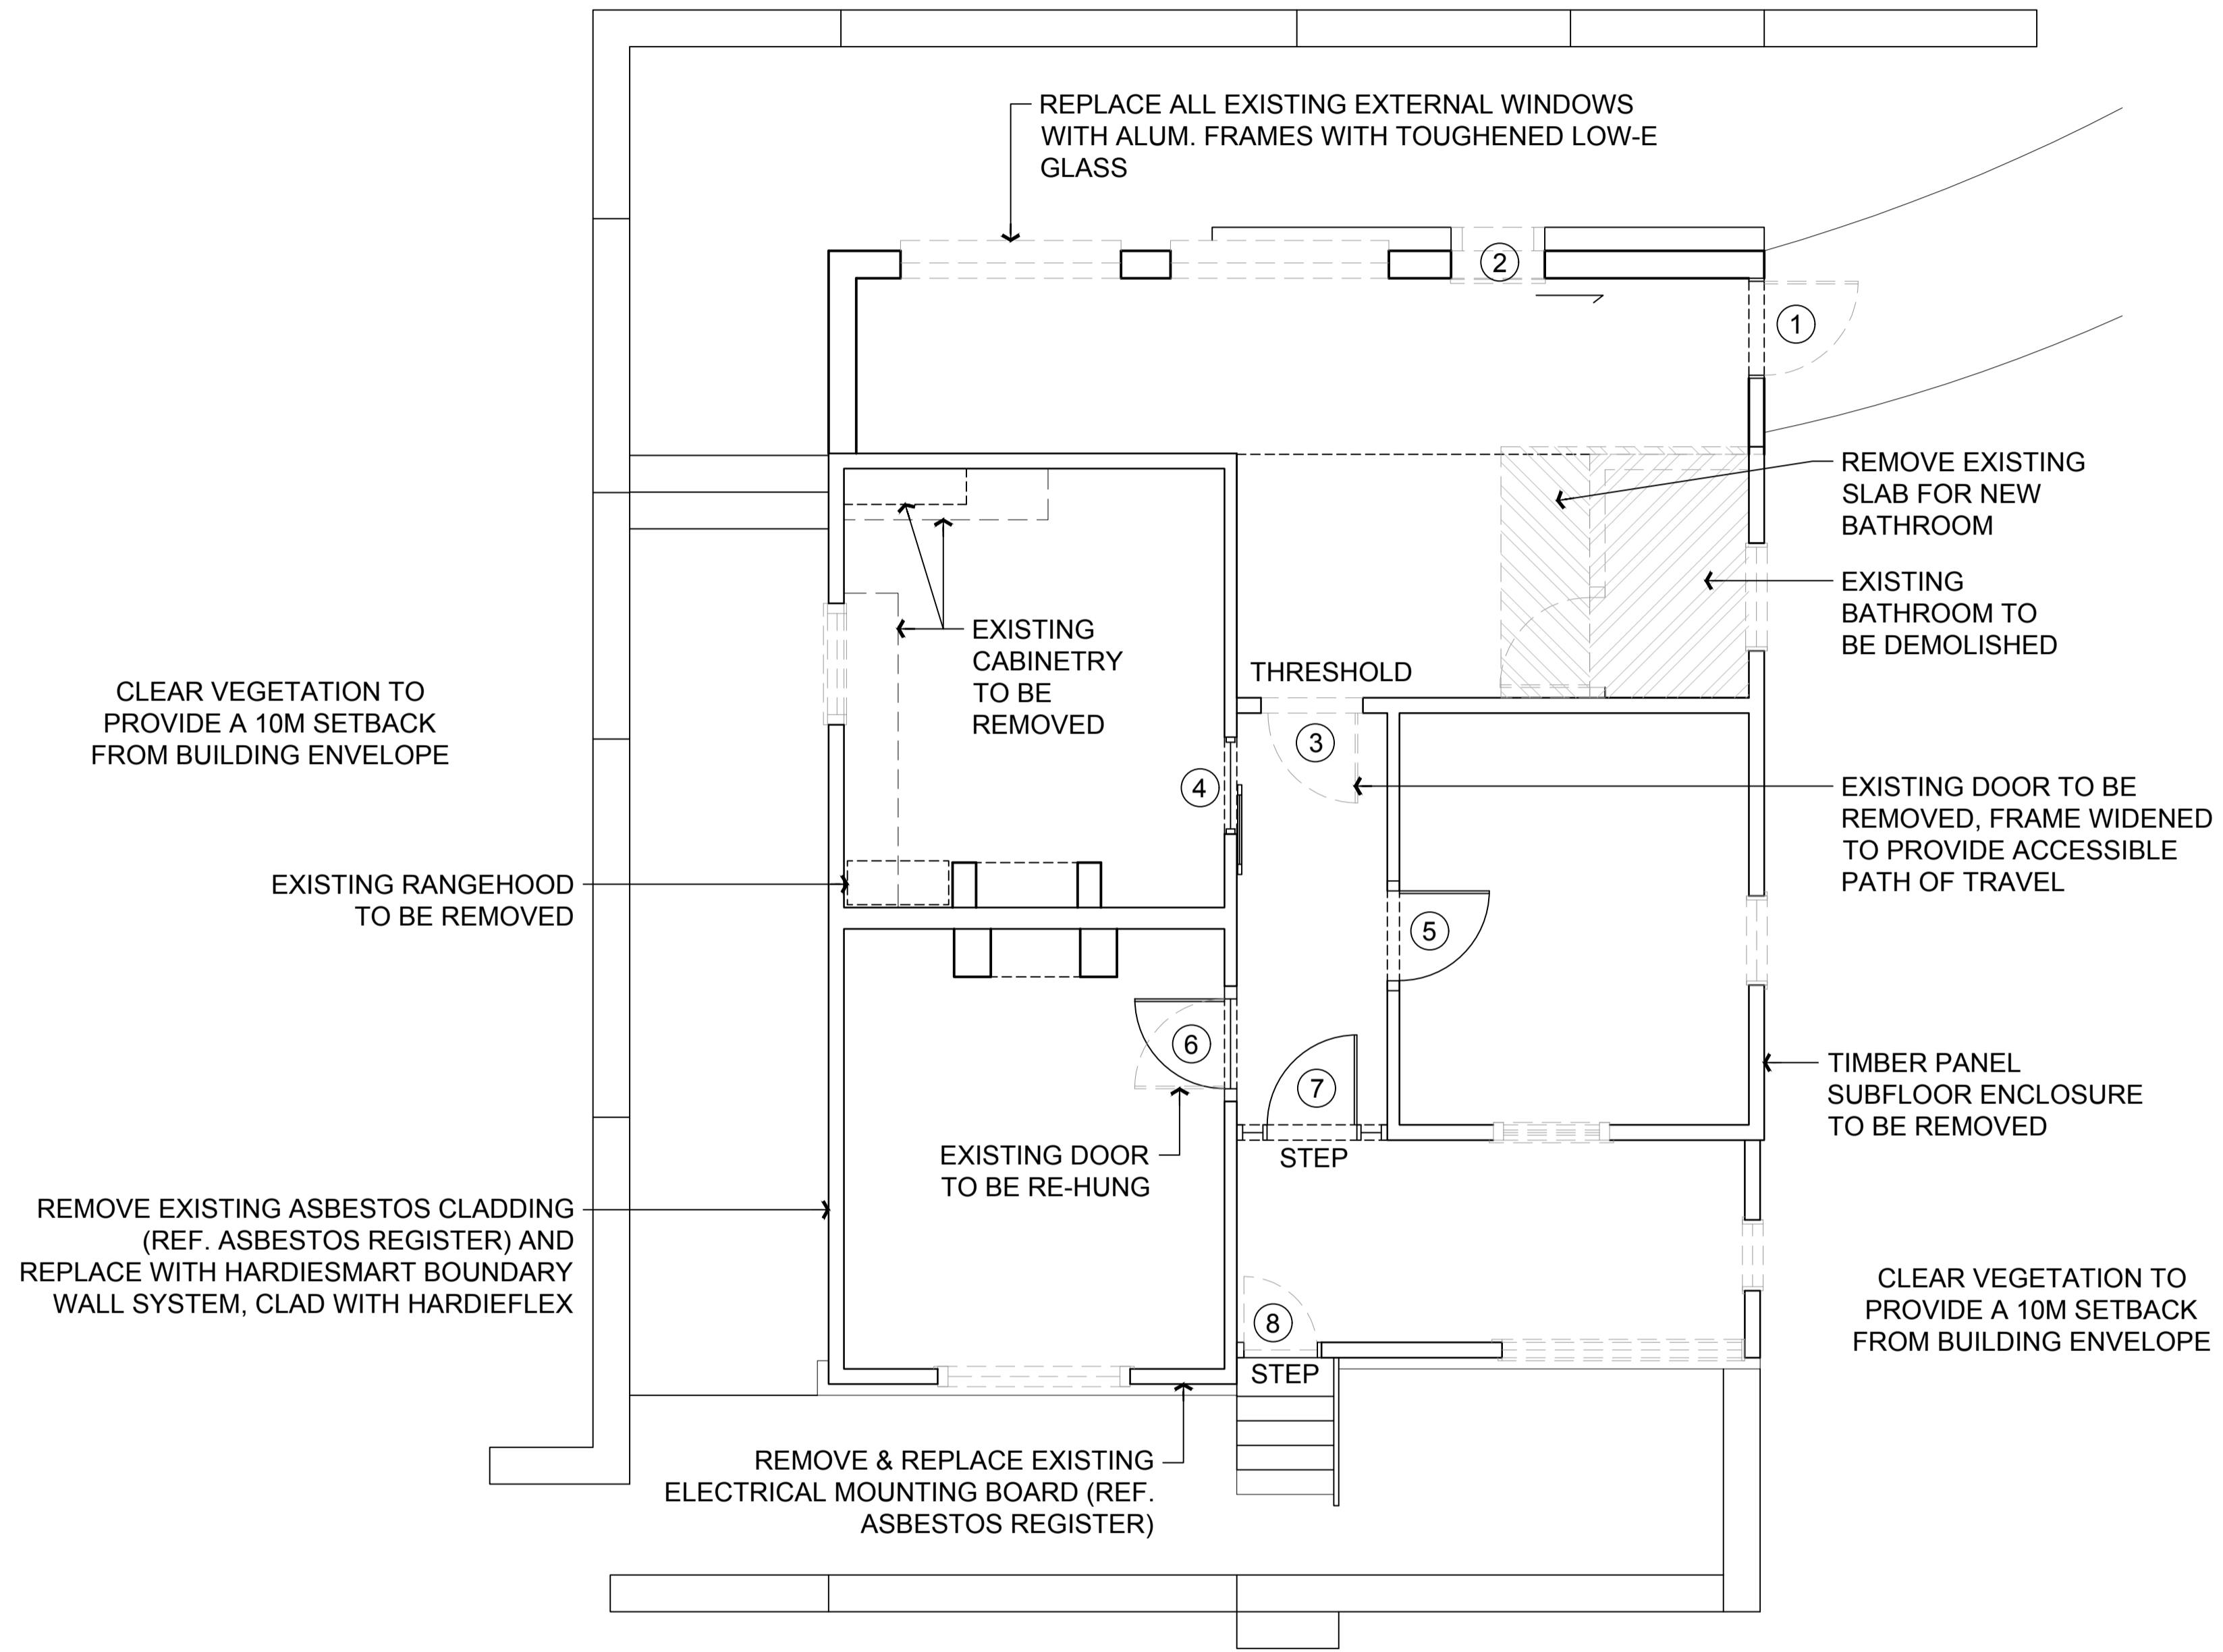 REPLACE ALL EXISTING EXTERNAL WINDOWS
WITH ALUM. FRAMES WITH TOUGHENED LOW-E
GLASS
2
1
REMOVE EXISTING
SLAB FOR NEW
BATHROOM
EXISTING
BATHROOM TO
BE DEMOLISHED
EXISTING
CABINETRY
TO BE
REMOVED
THRESHOLD
CLEAR VEGETATION TO
PROVIDE A 10M SETBACK
FROM BUILDING ENVELOPE
3
4
EXISTING DOOR TO BE
REMOVED, FRAME WIDENED
TO PROVIDE ACCESSIBLE
PATH OF TRAVEL
EXISTING RANGEHOOD
TO BE REMOVED
5
6
7
TIMBER PANEL
SUBFLOOR ENCLOSURE
TO BE REMOVED
EXISTING DOOR
TO BE RE-HUNG
STEP
REMOVE EXISTING ASBESTOS CLADDING
(REF. ASBESTOS REGISTER) AND
REPLACE WITH HARDIESMART BOUNDARY
WALL SYSTEM, CLAD WITH HARDIEFLEX
CLEAR VEGETATION TO
PROVIDE A 10M SETBACK
FROM BUILDING ENVELOPE
8
STEP
REMOVE & REPLACE EXISTING
ELECTRICAL MOUNTING BOARD (REF.
ASBESTOS REGISTER)